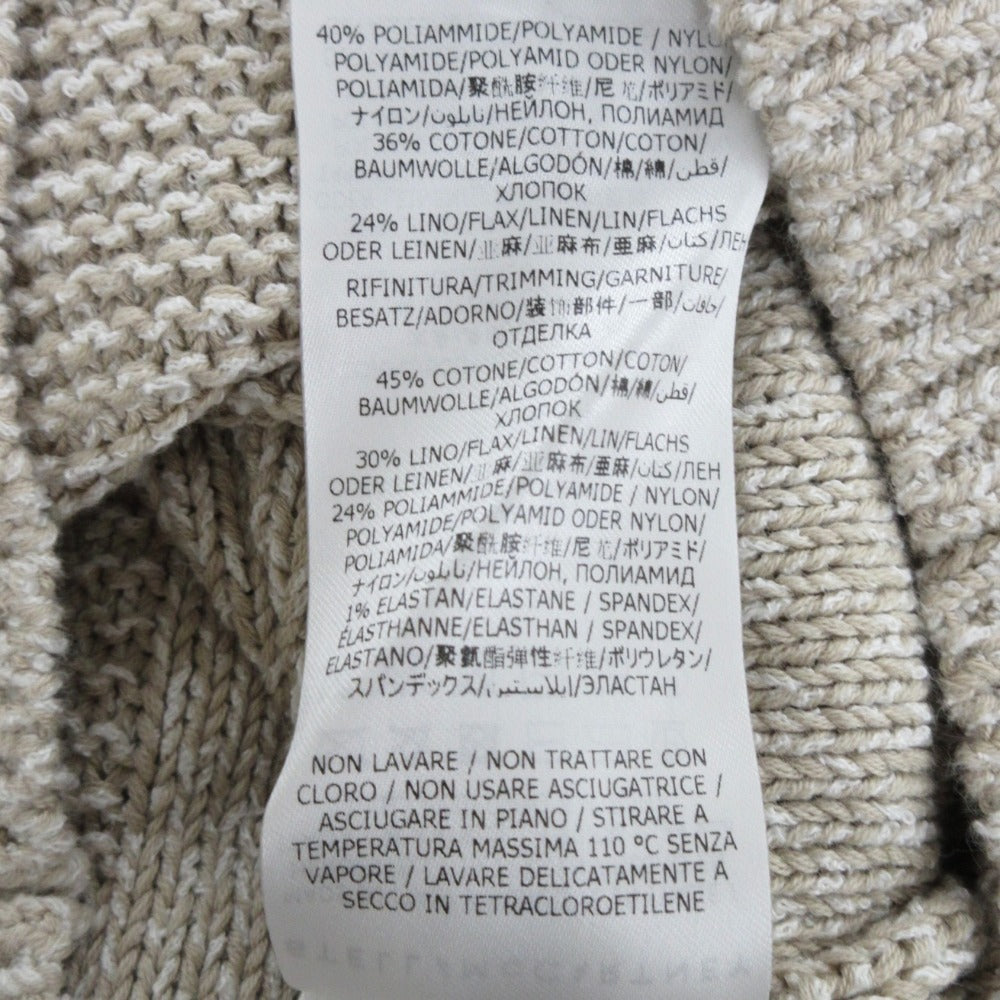 40% POLIAMMIDE/POLYAMIDE / NYLON
POLYAMIDE/POLYAMID ODER NYLON/
POLIAMIDA/聚酰胺纤维/尼龙/ポリアミド/
ナイロン/نايلون/НЕЙЛОН, ПОЛИАМИД
36% COTONE/COTTON/COTON/
BAUMWOLLE/ALGODÓN/棉/綿/قطن/
ХЛОПОК
24% LINO/FLAX/LINEN/LIN/FLACHS
ODER LEINEN/亚麻/亚麻布/亜麻/كتان/ЛЕН
RIFINITURA/TRIMMING/GARNITURE/
BESATZ/ADORNO/装饰部件/一部/
ОТДЕЛКА
45% COTONE/COTTON/COTON/
BAUMWOLLE/ALGODÓN/棉/綿/قطن/
ХЛОПОК
30% LINO/FLAX/LINEN/LIN/FLACHS
ODER LEINEN/亚麻/亚麻布/亜麻/كتان/ЛЕН
24% POLIAMMIDE/POLYAMIDE / NYLON/
POLYAMIDE/POLYAMID ODER NYLON/
POLIAMIDA/聚酰胺纤维/尼龙/ポリアミド/
ナイロン/نايلون/НЕЙЛОН, ПОЛИАМИД
1% ELASTAN/ELASTANE / SPANDEX/
ÉLASTHANNE/ELASTHAN / SPANDEX/
ELASTANO/聚氨酯弹性纤维/ポリウレタン/
スパンデックス/إيلاستين/ЭЛАСТАН
NON LAVARE / NON TRATTARE CON
CLORO / NON USARE ASCIUGATRICE /
ASCIUGARE IN PIANO / STIRARE A
TEMPERATURA MASSIMA 110 °C SENZA
VAPORE / LAVARE DELICATAMENTE A
SECCO IN TETRACLOROETILENE